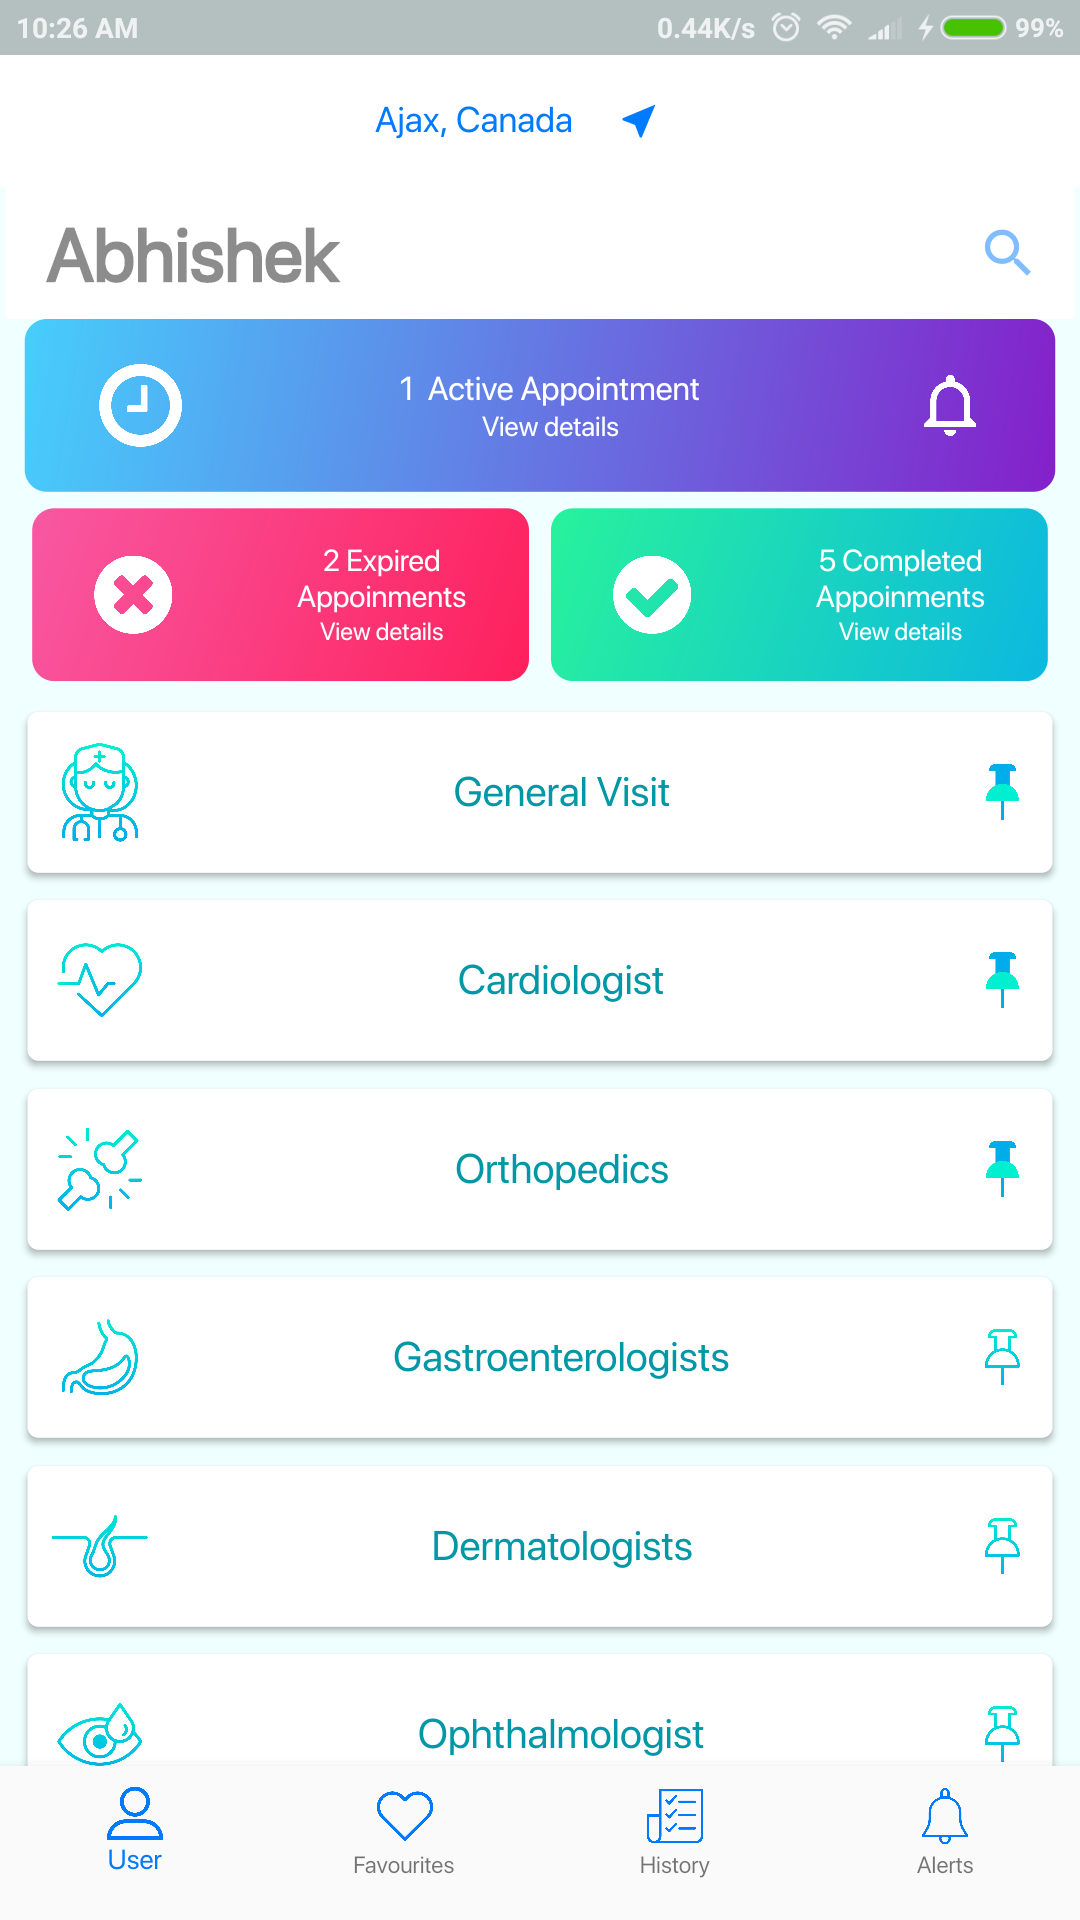 10:26 AM 0.44K/s 99%
Ajax, Canada
Abhishek
1 Active Appointment
View details
2 Expired
Appoinments
View details
5 Completed
Appoinments
View details
General Visit
Cardiologist
Orthopedics
Gastroenterologists
Dermatologists
Ophthalmologist
User
Favourites
History
Alerts